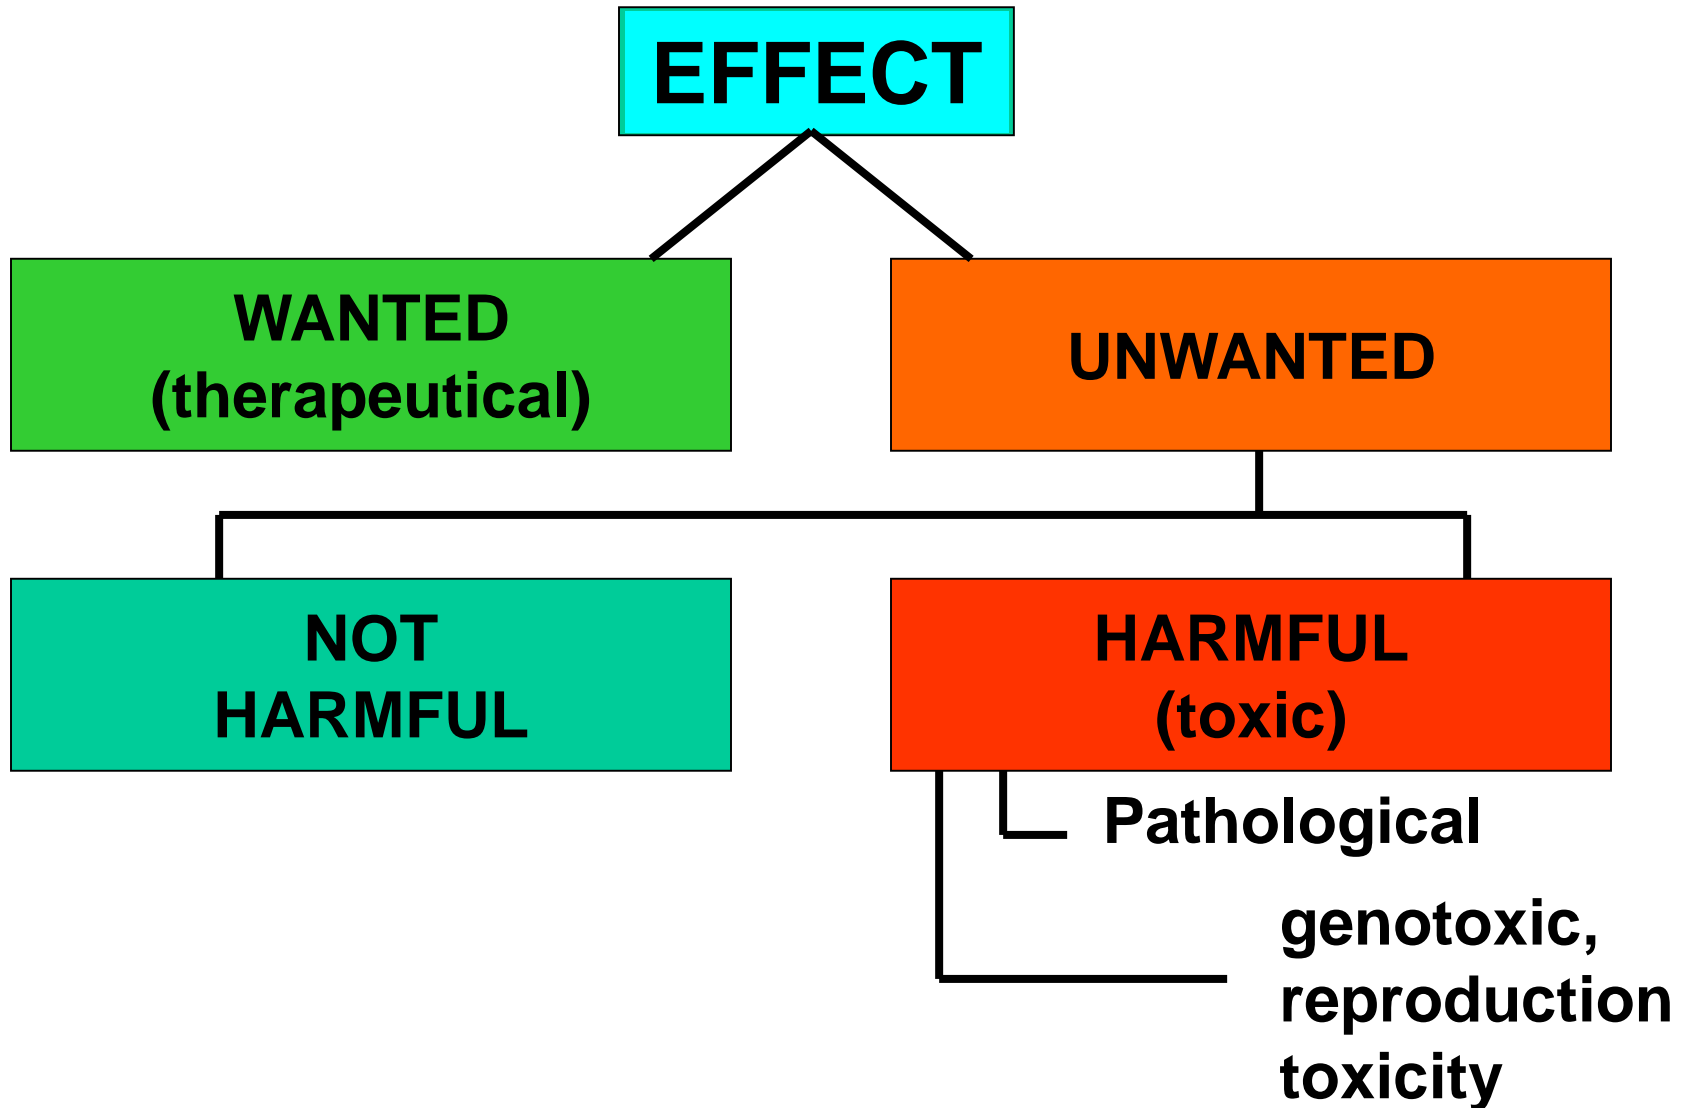 EFFECT
WANTED
(therapeutical)
UNWANTED
NOT
HARMFUL
HARMFUL
(toxic)
Pathological
genotoxic,
reproduction
toxicity